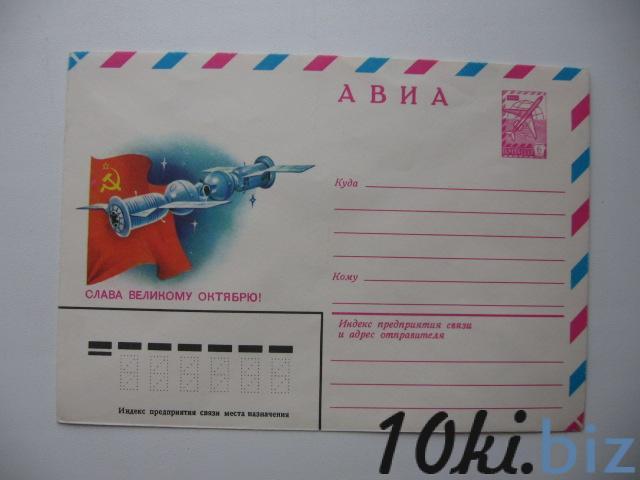 АВИА
Куда
СЛАВА ВЕЛИКОМУ ОКТЯБРЮ!
Кому
Индекс предприятия связи
и адрес отправителя
Индекс предприятия связи места назначения
10ki.biz